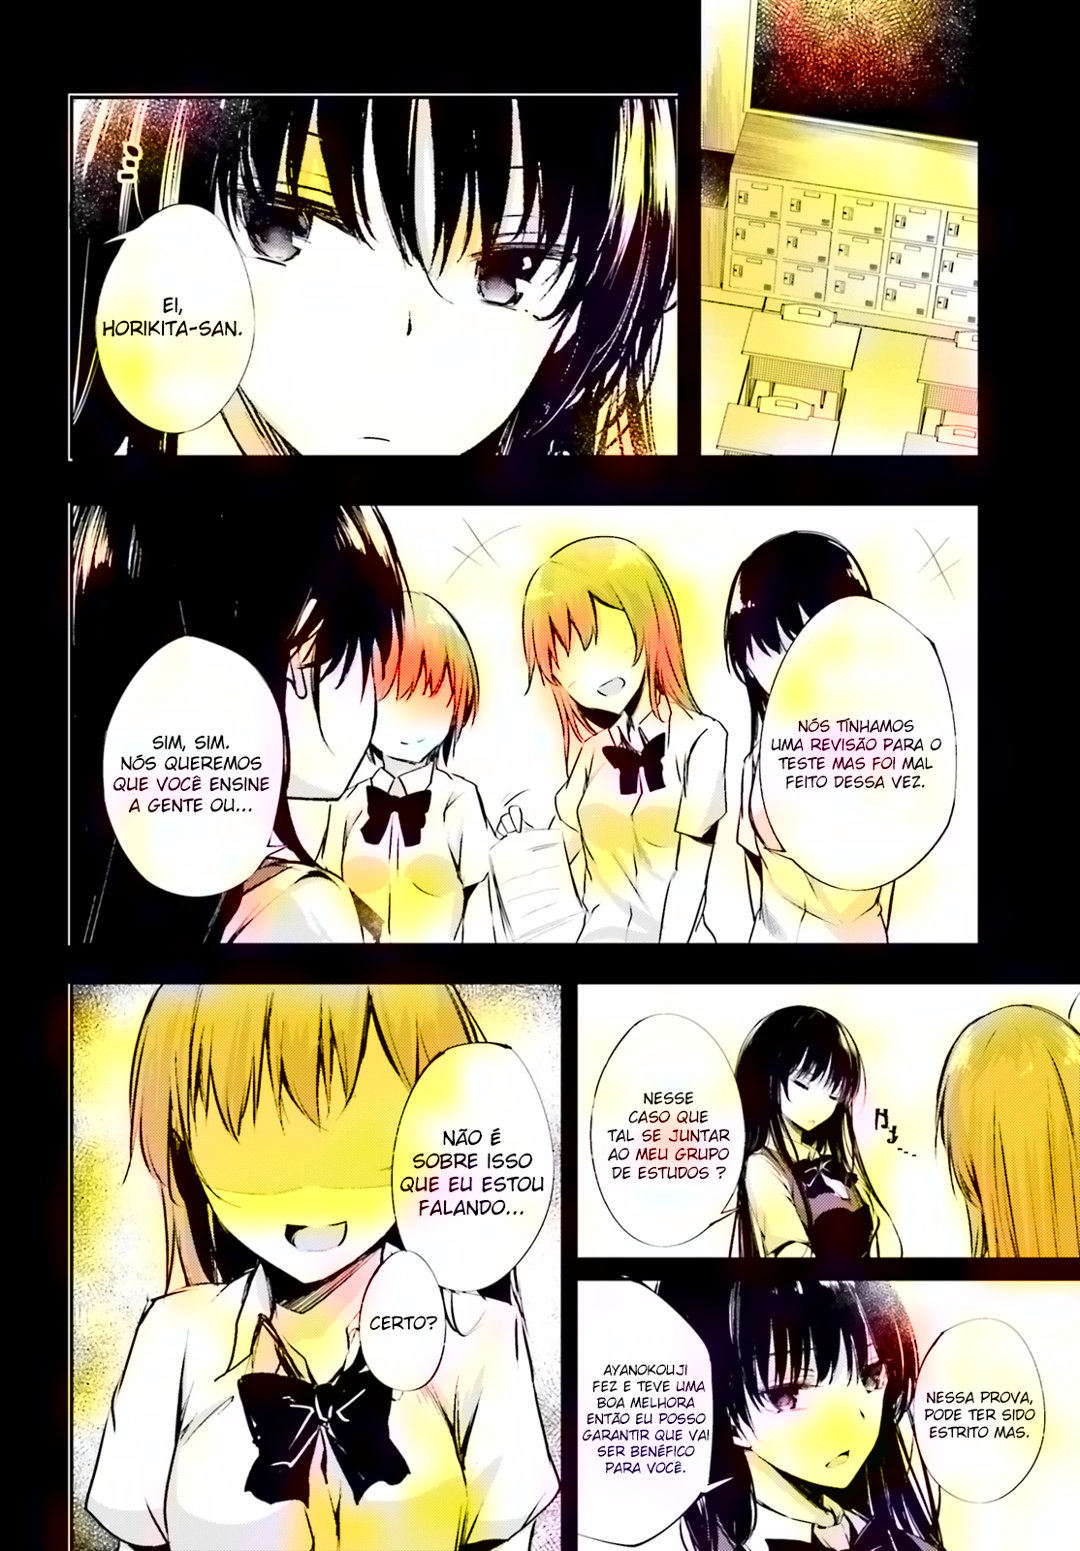 EI,
HORIKITA-SAN.
NÓS TÍNHAMOS
UMA REVISÃO PARA O
TESTE MAS FOI MAL
FEITO DESSA VEZ.
SIM, SIM.
NÓS QUEREMOS
QUE VOCÊ ENSINE
A GENTE OU...
NESSE
CASO QUE
TAL SE JUNTAR
AO MEU GRUPO
DE ESTUDOS ?
NESSA PROVA,
PODE TER SIDO
ESTRITO MAS.
AYANOKOUJI
FEZ E TEVE UMA
BOA MELHORA
ENTÃO EU POSSO
GARANTIR QUE VAI
SER BENÉFICO
PARA VOCÊ.
NÃO É
SOBRE ISSO
QUE EU ESTOU
FALANDO...
CERTO?